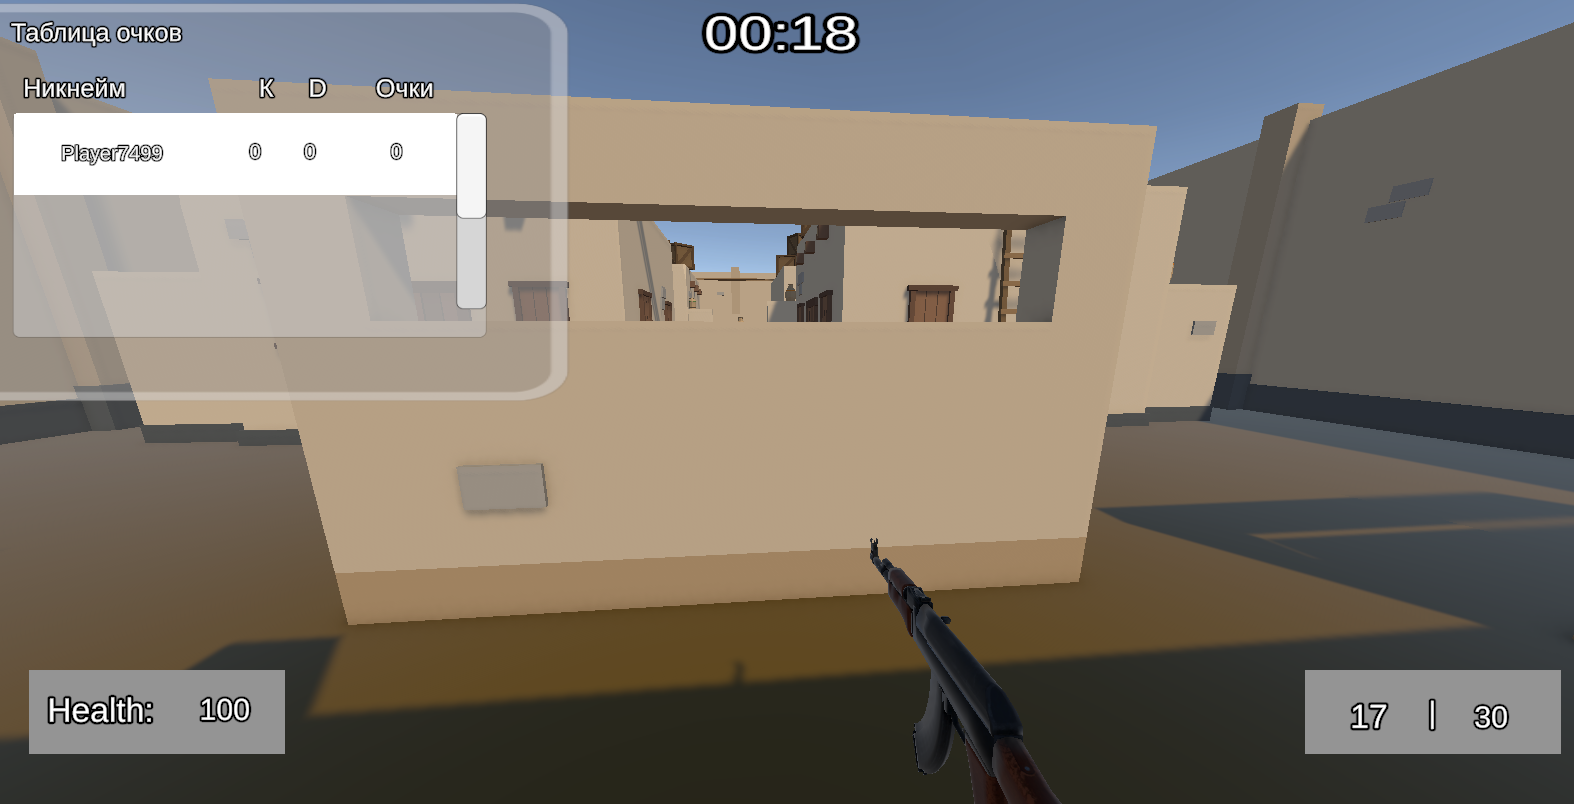 00:18
Таблица очков
Никнейм K D Очки
Player7499 0 0 0
Health: 100
17 | 30